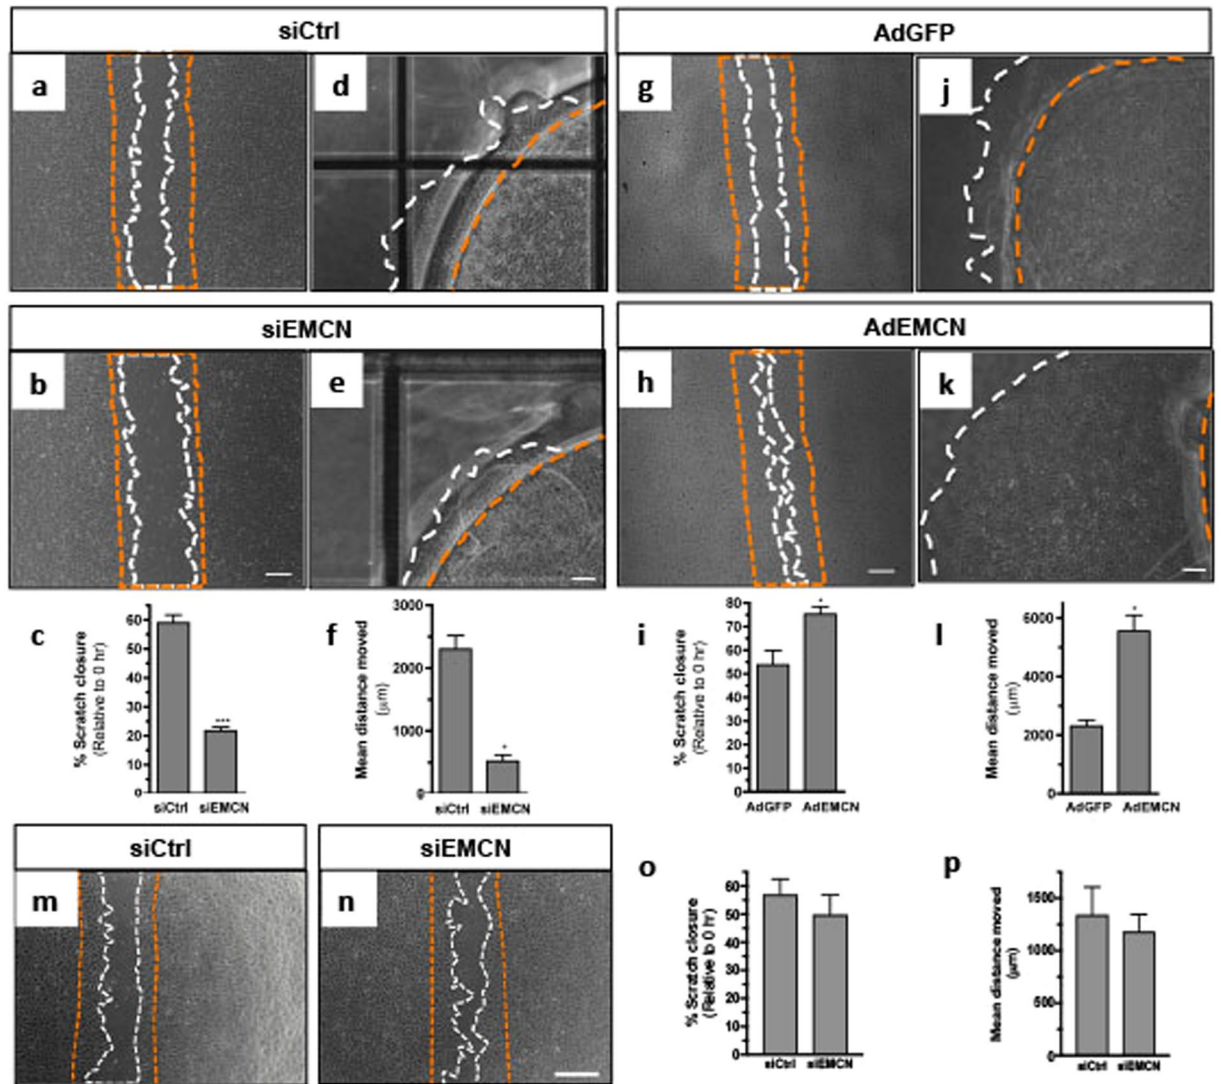 siCtrl
AdGFP
a
d
g
j
siEMCN
AdEMCN
b
e
h
k
c
% Scratch closure
(Relative to 0 hr)
60
50
40
30
20
10
0
***
siCtrl siEMCN
f
Mean distance moved
(μm)
3000
2000
1000
0
*
siCtrl siEMCN
i
% Scratch closure
(Relative to 0 hr)
80
70
60
50
40
30
20
10
0
*
AdGFP AdEMCN
l
Mean distance moved
(μm)
6000
4000
2000
0
*
AdGFP AdEMCN
siCtrl
siEMCN
m
n
o
% Scratch closure
(Relative to 0 hr)
60
50
40
30
20
10
0
siCtrl siEMCN
p
Mean distance moved
(μm)
1500
1000
500
0
siCtrl siEMCN